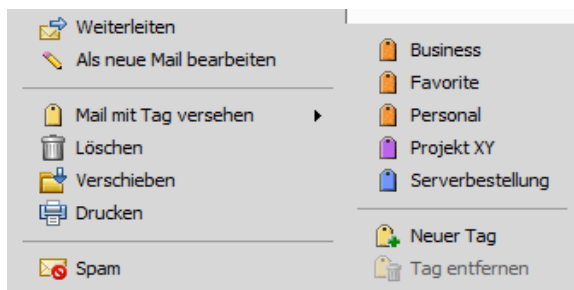 Weiterleiten
Als neue Mail bearbeiten
Mail mit Tag versehen
Löschen
Verschieben
Drucken
Spam
Business
Favorite
Personal
Projekt XY
Serverbestellung
Neuer Tag
Tag entfernen